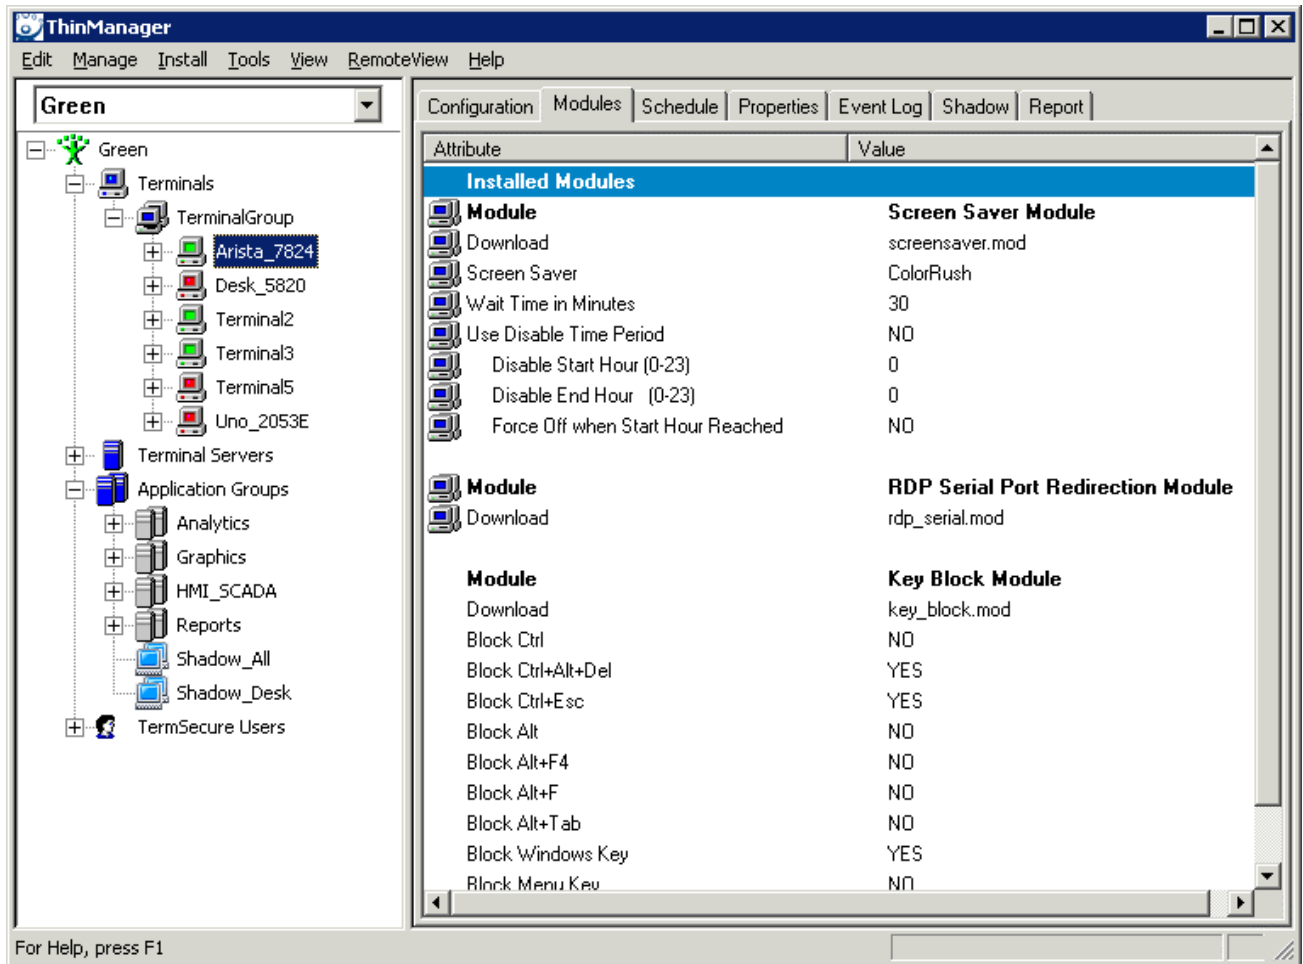 ThinManager
Edit Manage Install Tools View RemoteView Help
Green
Configuration Modules Schedule Properties Event Log Shadow Report
Green
Terminals
TerminalGroup
Arista_7824
Desk_5820
Terminal2
Terminal3
Terminal5
Uno_2053E
Terminal Servers
Application Groups
Analytics
Graphics
HMI_SCADA
Reports
Shadow_All
Shadow_Desk
TermSecure Users
Attribute Value
Installed Modules
Module Screen Saver Module
Download screensaver.mod
Screen Saver ColorRush
Wait Time in Minutes 30
Use Disable Time Period NO
Disable Start Hour (0-23) 0
Disable End Hour (0-23) 0
Force Off when Start Hour Reached NO
Module RDP Serial Port Redirection Module
Download rdp_serial.mod
Module Key Block Module
Download key_block.mod
Block Ctrl NO
Block Ctrl+Alt+Del YES
Block Ctrl+Esc YES
Block Alt NO
Block Alt+F4 NO
Block Alt+F NO
Block Alt+Tab NO
Block Windows Key YES
Block Menu Key NO
For Help, press F1